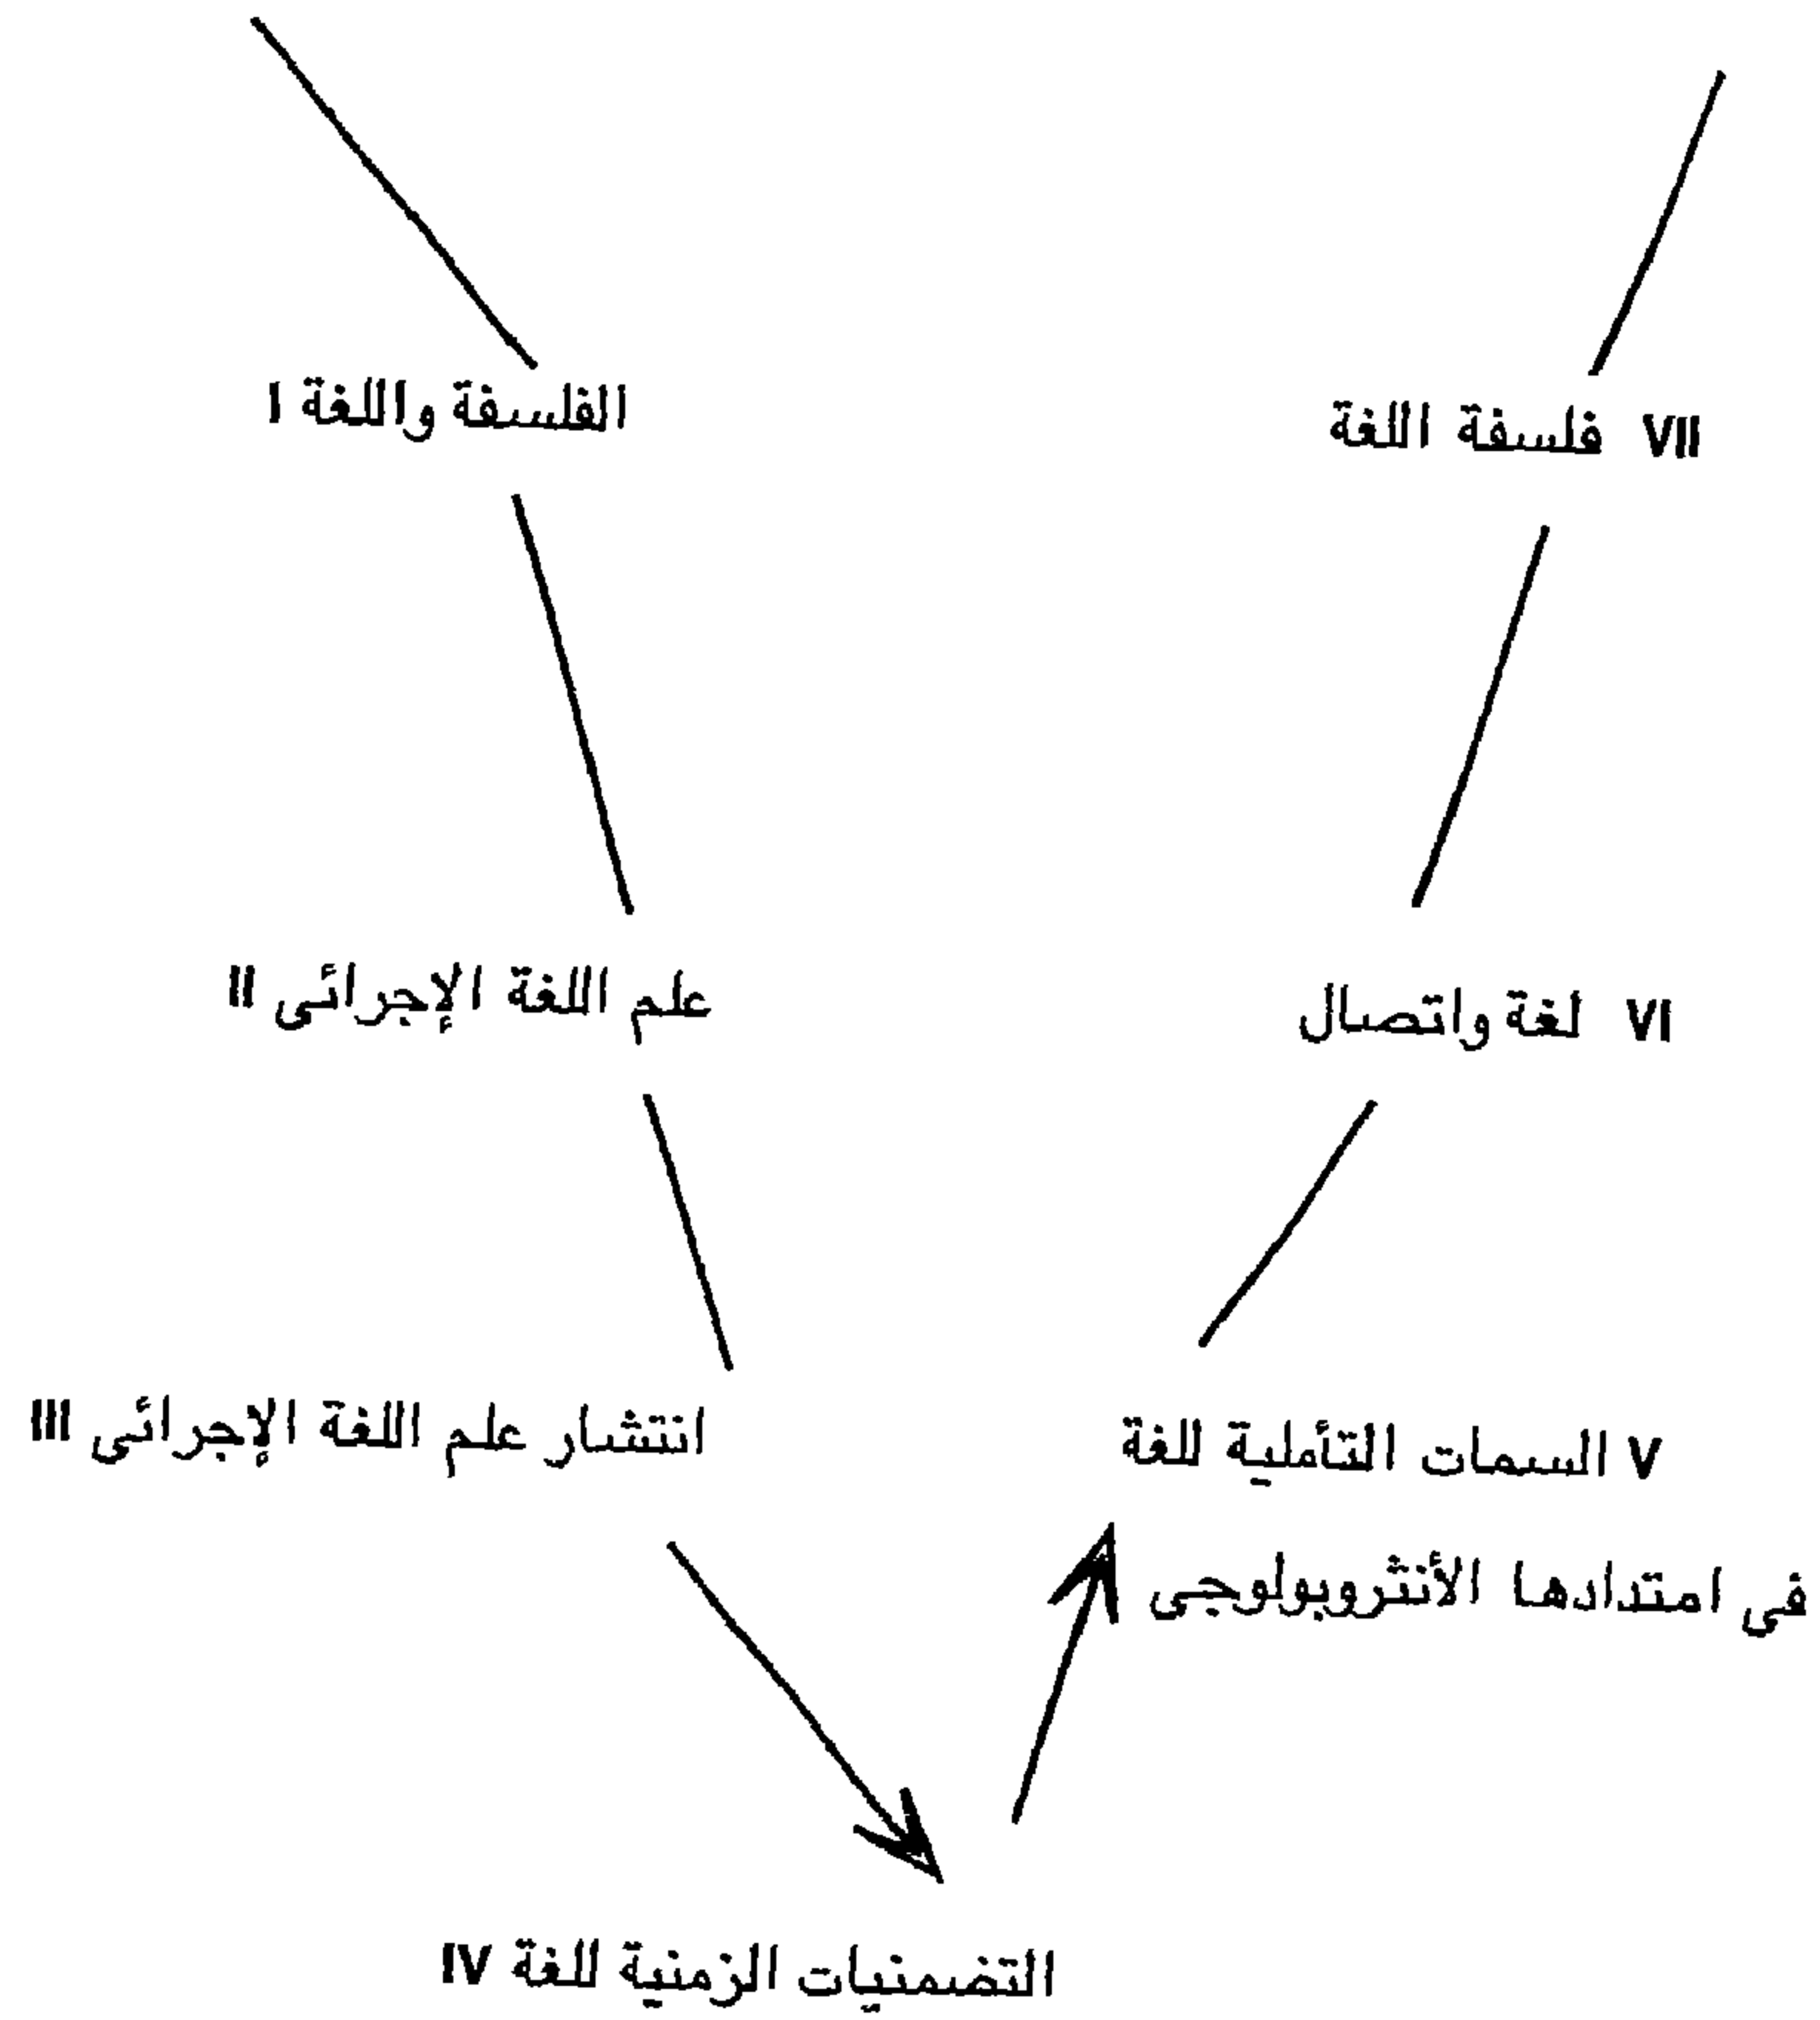 الفلسفة واللغة I
VII فلسفة اللغة
علم اللغة الإجرائى II
VI لغة واتصال
انتشار علم اللغة الإجرائى III
V السمات التأملية للغة
فى امتدادها الأنثروبولوجى
التضمنيات الزمنية للغة IV